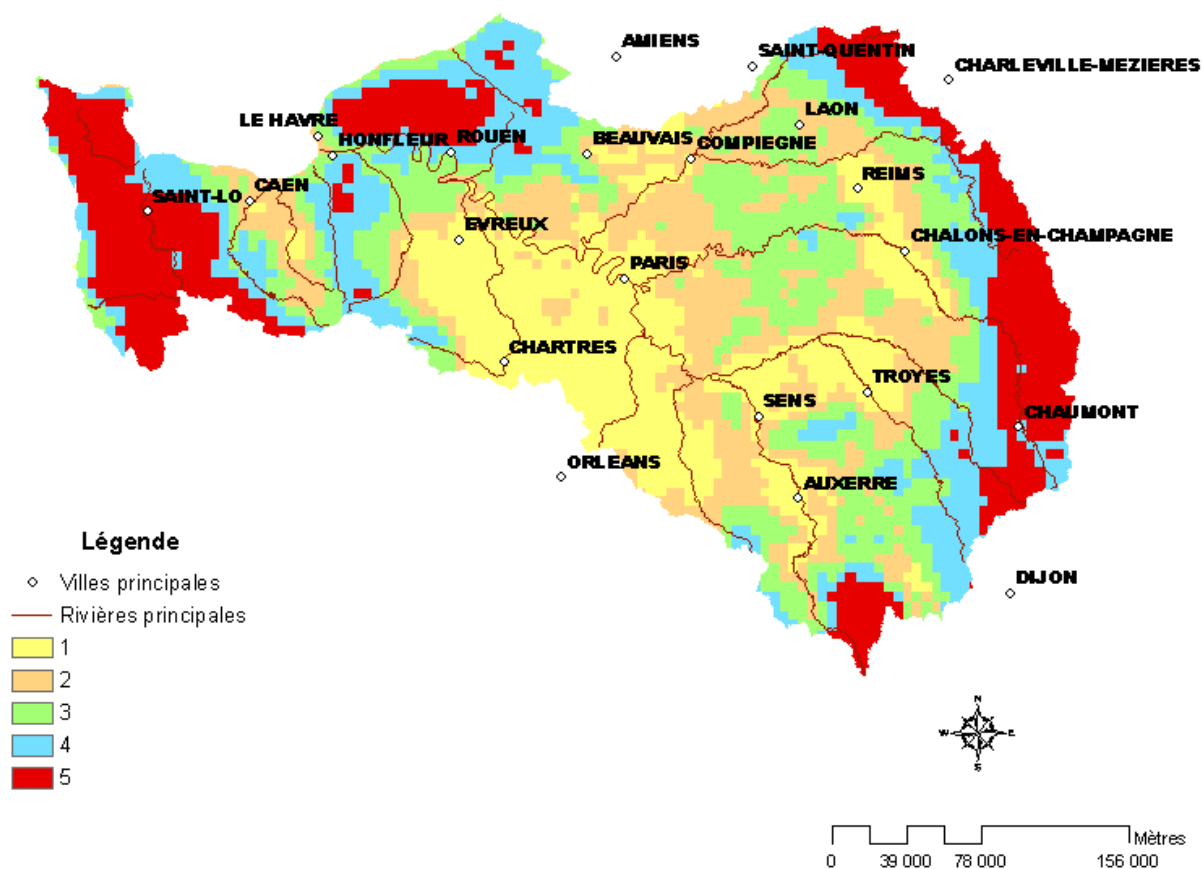 AMIENS
SAINT-QUENTIN
CHARLEVILLE-MEZIERES
LE HAVRE
HONFLEUR
ROUEN
BEAUVAIS
LAON
COMPIEGNE
REIMS
SAINT-LO
CAEN
EVREUX
CHALONS-EN-CHAMPAGNE
PARIS
CHARTRES
TROYES
SENS
CHAUMONT
ORLEANS
AUXERRE
DIJON
Légende
Villes principales
Rivières principales
1
2
3
4
5
N
W E
S
Mètres
0 39 000 78 000 156 000